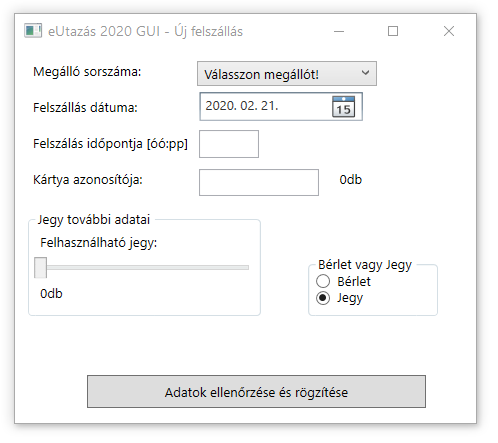 eUtazás 2020 GUI - Új felszállás
Megálló sorszáma:
Válasszon megállót!
Felszállás dátuma:
2020. 02. 21.
15
Felszálás időpontja [óó:pp]
Kártya azonosítója:
0db
Jegy további adatai
Felhasználható jegy:
0db
Bérlet vagy Jegy
Bérlet
Jegy
Adatok ellenőrzése és rögzítése